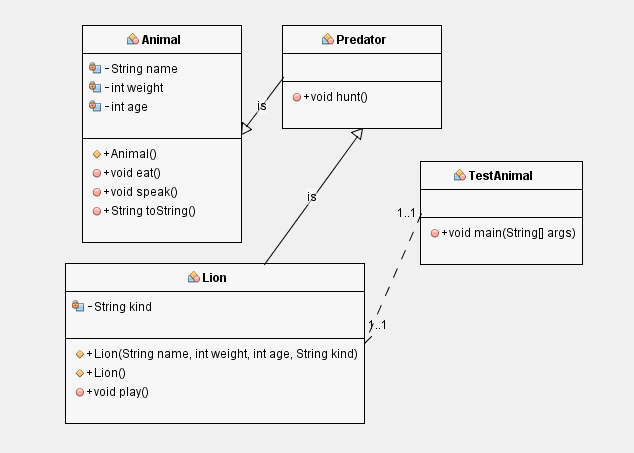 Animal
- String name
- int weight
- int age
+ Animal()
+ void eat()
+ void speak()
+ String toString()
Predator
+ void hunt()
is
is
TestAnimal
+ void main(String[] args)
1..1
1..1
Lion
- String kind
+ Lion(String name, int weight, int age, String kind)
+ Lion()
+ void play()